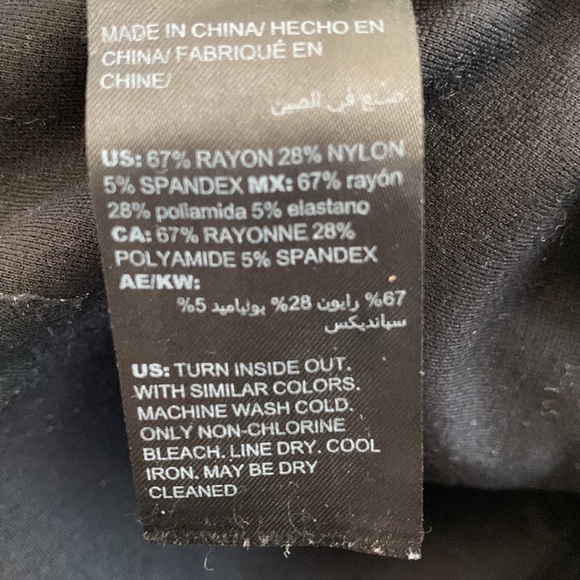 MADE IN CHINA/ HECHO EN
CHINA/ FABRIQUÉ EN
CHINE/
صنع في الصين
US: 67% RAYON 28% NYLON
5% SPANDEX MX: 67% rayón
28% poliamida 5% elastano
CA: 67% RAYONNE 28%
POLYAMIDE 5% SPANDEX
AE/KW:
67% رايون 28% بولياميد 5%
سبانديكس
US: TURN INSIDE OUT.
WITH SIMILAR COLORS.
MACHINE WASH COLD.
ONLY NON-CHLORINE
BLEACH. LINE DRY. COOL
IRON. MAY BE DRY
CLEANED